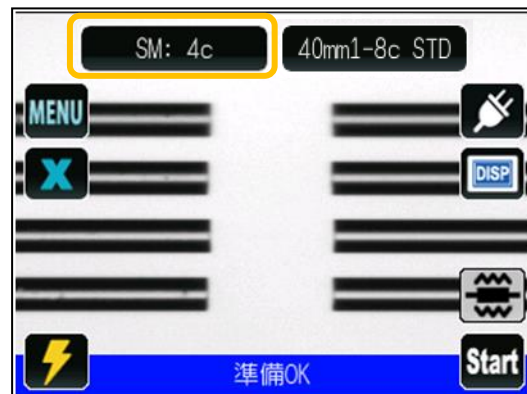 SM: 4c
40mm1-8c STD
MENU
X
DISP
準備OK
Start